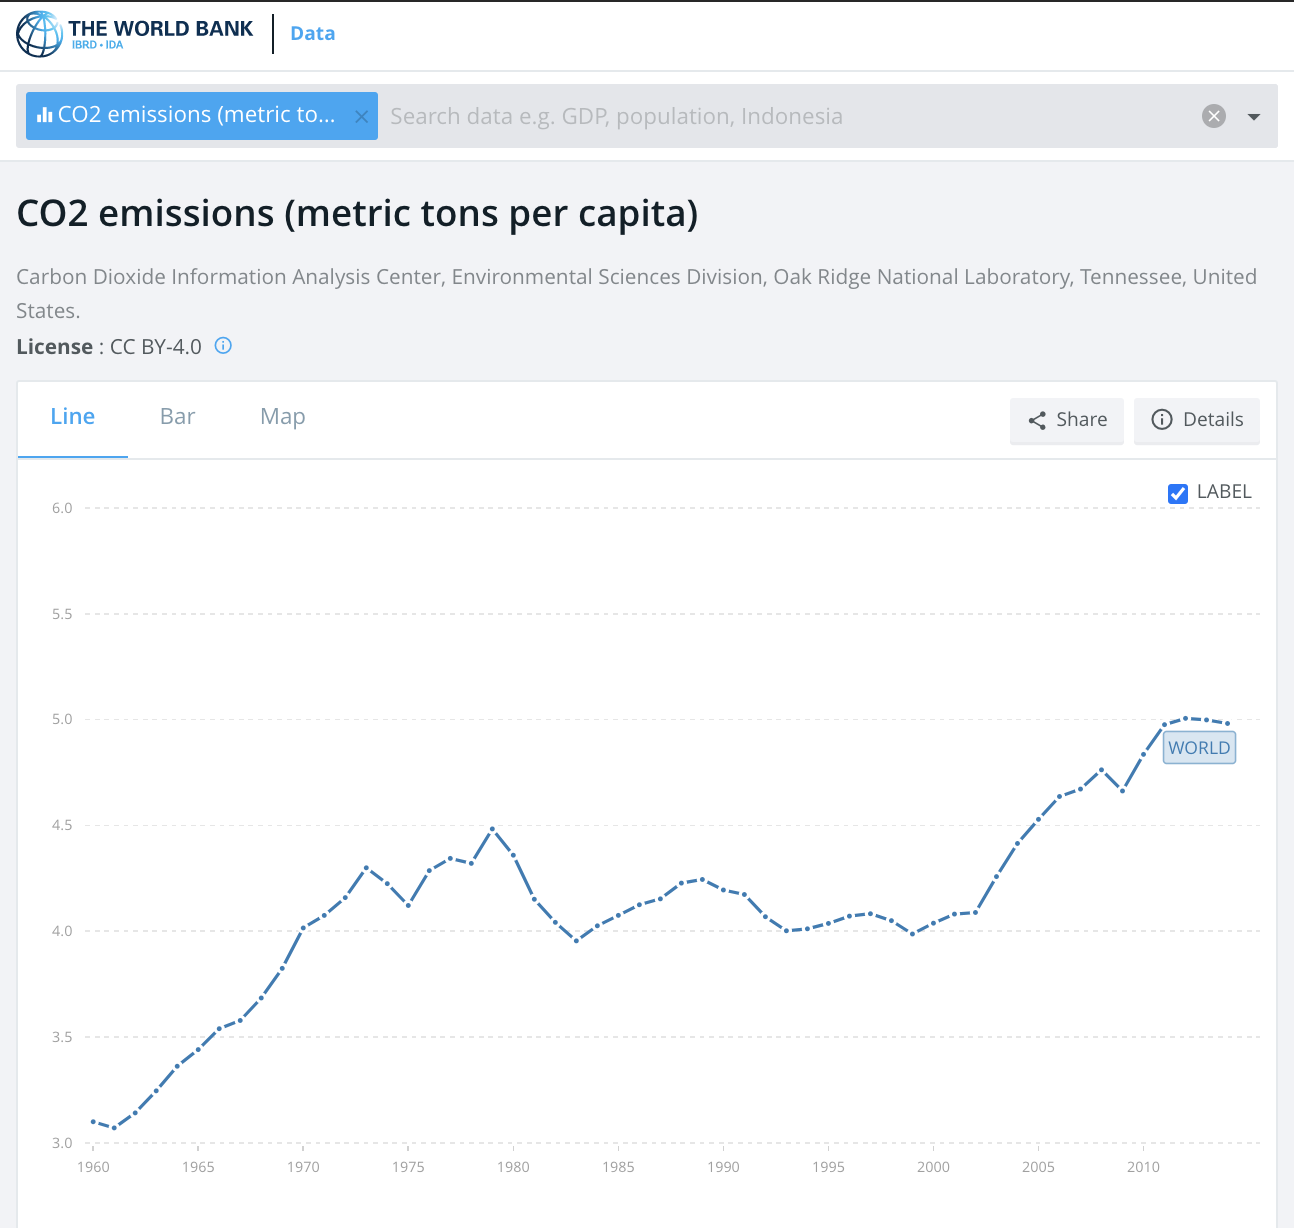 THE WORLD BANK
IBRD • IDA
Data
CO2 emissions (metric to...
Search data e.g. GDP, population, Indonesia
CO2 emissions (metric tons per capita)
Carbon Dioxide Information Analysis Center, Environmental Sciences Division, Oak Ridge National Laboratory, Tennessee, United
States.
License : CC BY-4.0
Line Bar Map Share Details
LABEL
6.0
5.5
5.0
WORLD
4.5
4.0
3.5
3.0
1960 1965 1970 1975 1980 1985 1990 1995 2000 2005 2010